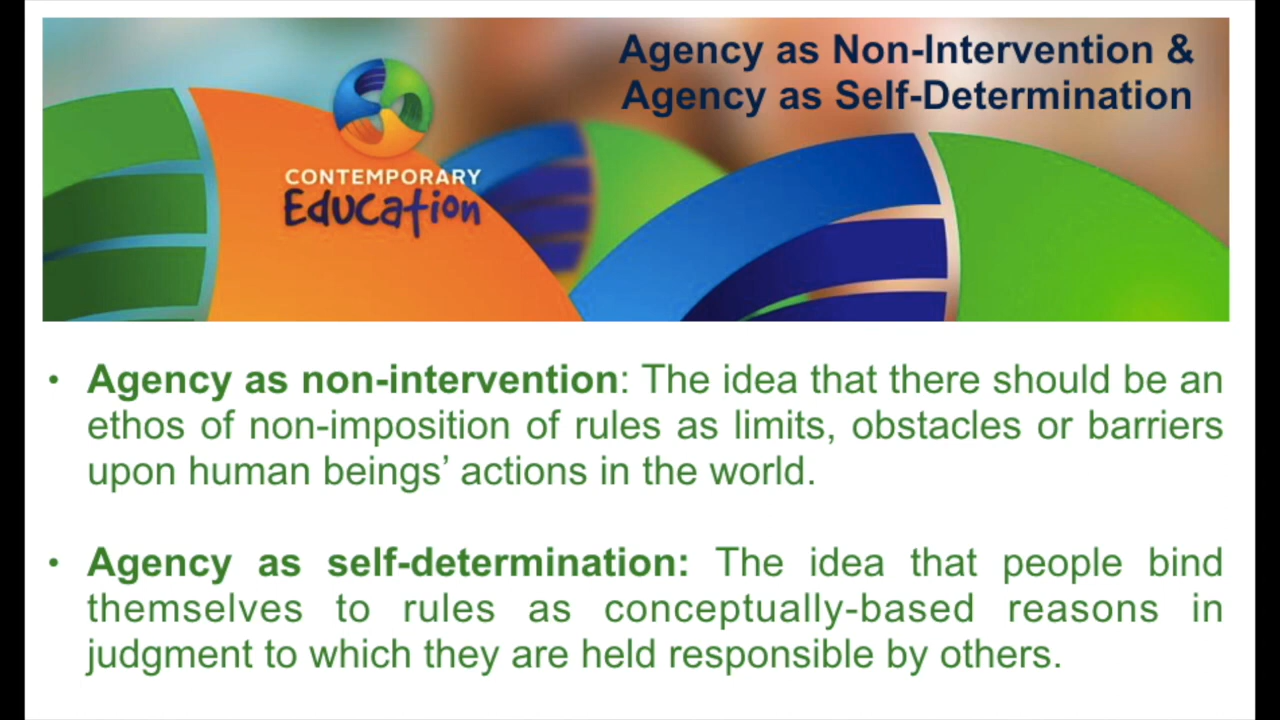 Agency as Non-Intervention &
Agency as Self-Determination
CONTEMPORARY
Education
• Agency as non-intervention: The idea that there should be an
ethos of non-imposition of rules as limits, obstacles or barriers
upon human beings’ actions in the world.
• Agency as self-determination: The idea that people bind
themselves to rules as conceptually-based reasons in
judgment to which they are held responsible by others.